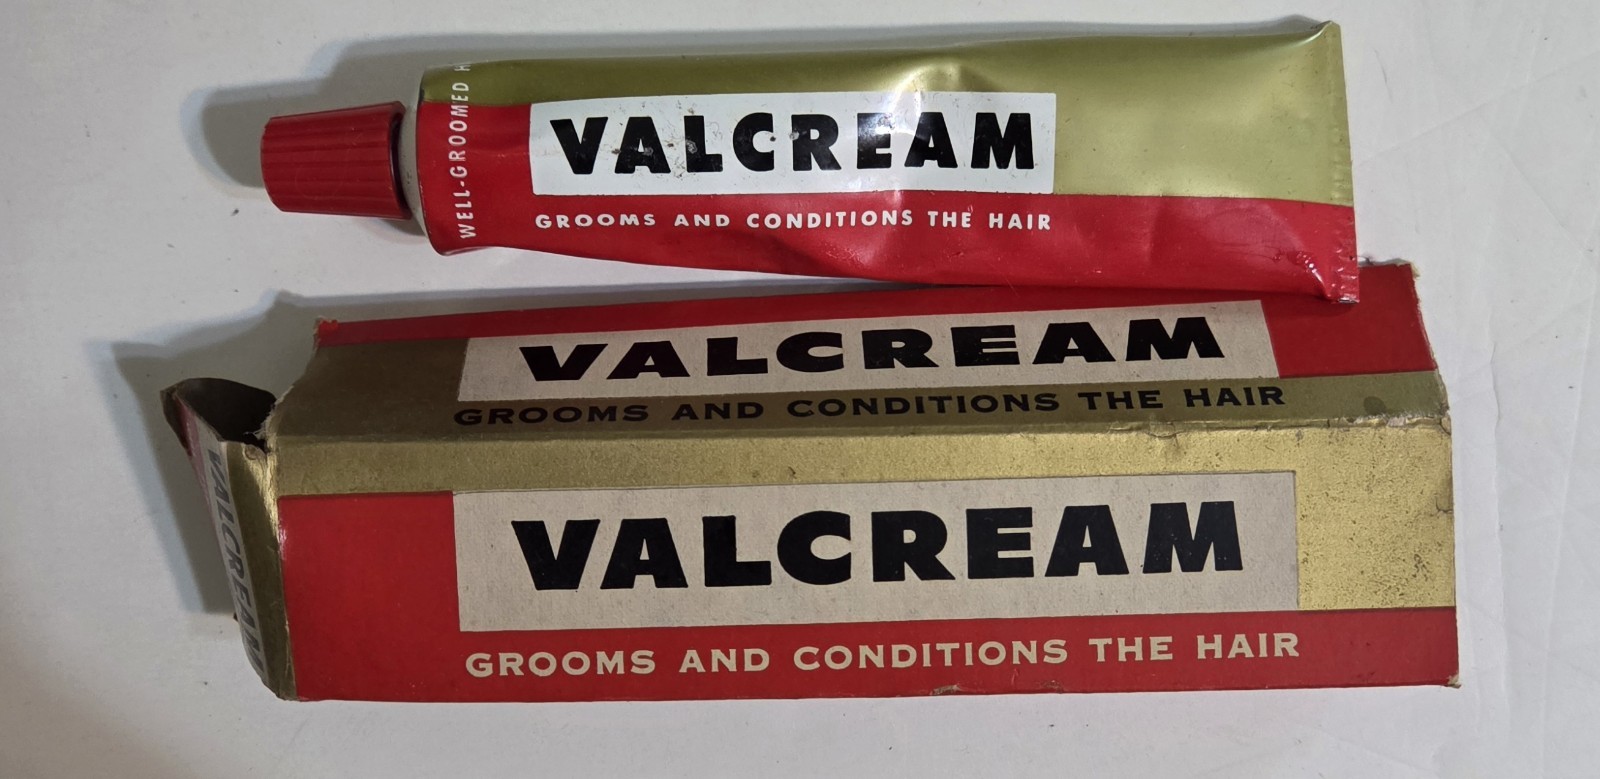 WELL-GROOMED
VALCREAM
GROOMS AND CONDITIONS THE HAIR
VALCREAM
GROOMS AND CONDITIONS THE HAIR
VALCREAM
VALCREAM
GROOMS AND CONDITIONS THE HAIR